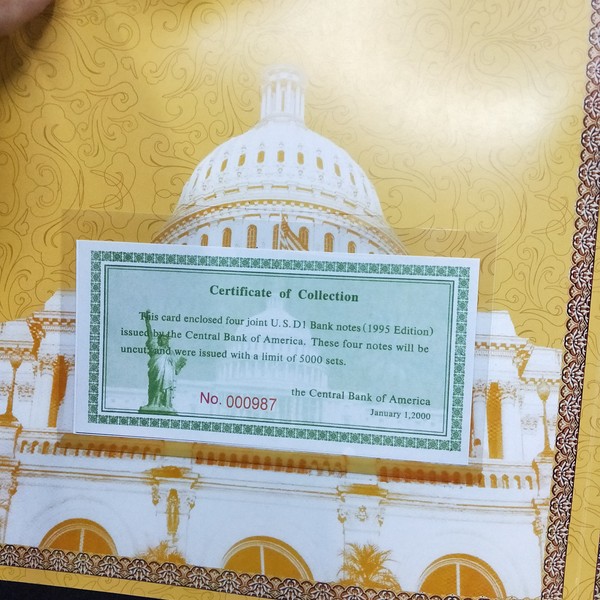 Certificate of Collection
This card enclosed four joint U.S.D1 Bank notes (1995 Edition)
issued by the Central Bank of America. These four notes will be
uncut, and were issued with a limit of 5000 sets.
the Central Bank of America
No. 000987
January 1,2000